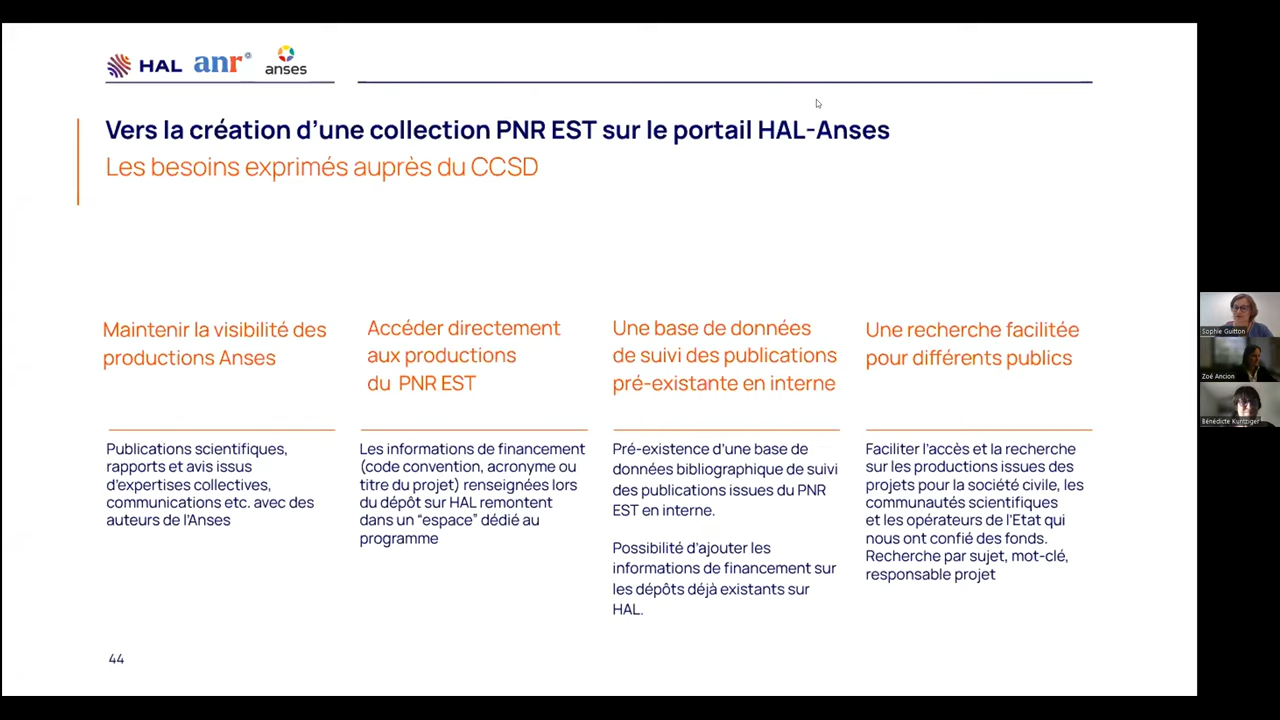 HAL anr anses
Vers la création d’une collection PNR EST sur le portail HAL-Anses
Les besoins exprimés auprès du CCSD
Maintenir la visibilité des
productions Anses
Publications scientifiques,
rapports et avis issus
d’expertises collectives,
communications etc. avec des
auteurs de l’Anses
Accéder directement
aux productions
du PNR EST
Les informations de financement
(code convention, acronyme ou
titre du projet) renseignées lors
du dépôt sur HAL remontent
dans un “espace” dédié au
programme
Une base de données
de suivi des publications
pré-existante en interne
Pré-existence d’une base de
données bibliographique de suivi
des publications issues du PNR
EST en interne.
Possibilité d’ajouter les
informations de financement sur
les dépôts déjà existants sur
HAL.
Une recherche facilitée
pour différents publics
Faciliter l’accès et la recherche
sur les productions issues des
projets pour la société civile, les
communautés scientifiques
et les opérateurs de l’Etat qui
nous ont confié des fonds.
Recherche par sujet, mot-clé,
responsable projet
44
Sophie Guitton
Zoé Ancion
Bénédicte Kuntziger